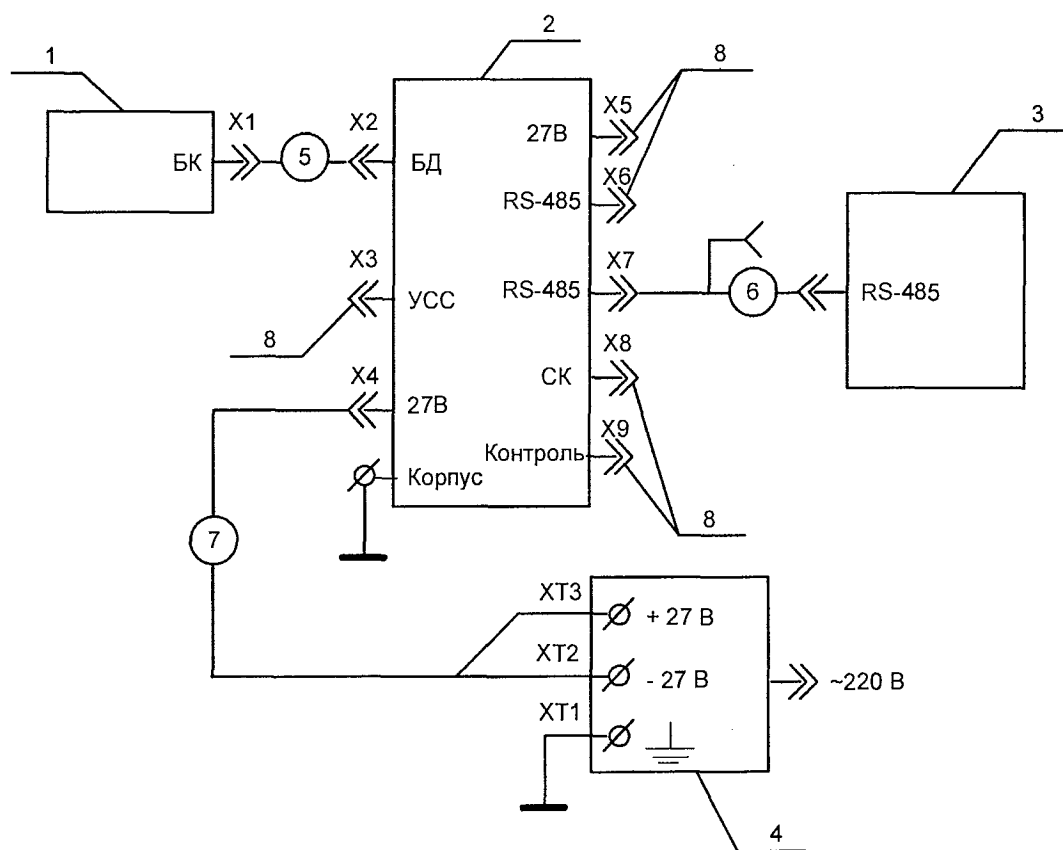 1
2
8
3
X1
5
X2
БК
БД
27В
X5
X6
RS-485
X3
УСС
RS-485
X7
6
RS-485
8
X4
27В
СК
X8
X9
Контроль
Корпус
8
7
XT3
+ 27 В
XT2
- 27 В
~220 В
XT1
4